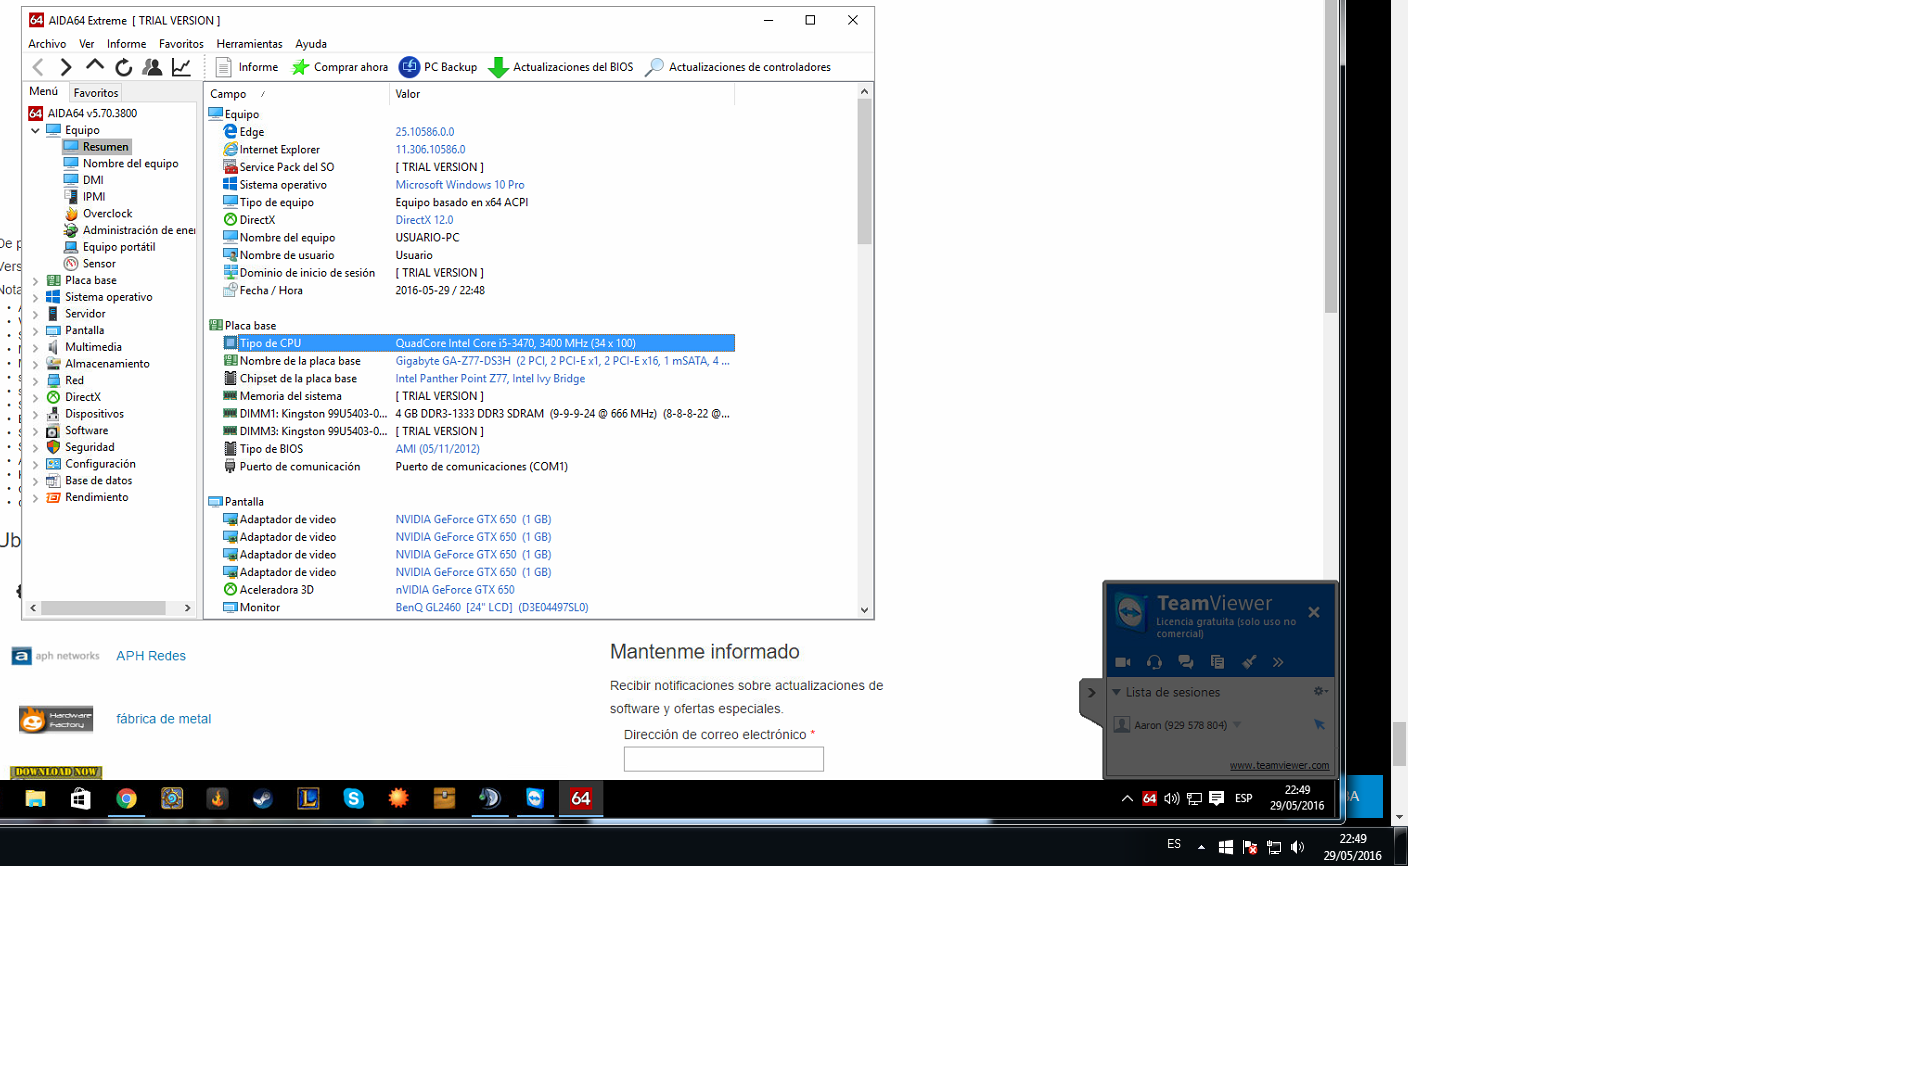 AIDA64 Extreme [ TRIAL VERSION ]
Archivo Ver Informe Favoritos Herramientas Ayuda
Informe Comprar ahora PC Backup Actualizaciones del BIOS Actualizaciones de controladores
Menú Favoritos
64 AIDA64 v5.70.3800
Equipo
Resumen
Nombre del equipo
DMI
IPMI
Overclock
Administración de ener
Equipo portátil
Sensor
Placa base
Sistema operativo
Servidor
Pantalla
Multimedia
Almacenamiento
Red
DirectX
Dispositivos
Software
Seguridad
Configuración
Base de datos
Rendimiento
Campo Valor
Equipo
Edge 25.10586.0.0
Internet Explorer 11.306.10586.0
Service Pack del SO [ TRIAL VERSION ]
Sistema operativo Microsoft Windows 10 Pro
Tipo de equipo Equipo basado en x64 ACPI
DirectX DirectX 12.0
Nombre del equipo USUARIO-PC
Nombre de usuario Usuario
Dominio de inicio de sesión [ TRIAL VERSION ]
Fecha / Hora 2016-05-29 / 22:48
Placa base
Tipo de CPU QuadCore Intel Core i5-3470, 3400 MHz (34 x 100)
Nombre de la placa base Gigabyte GA-Z77-DS3H (2 PCI, 2 PCI-E x1, 2 PCI-E x16, 1 mSATA, 4 ...
Chipset de la placa base Intel Panther Point Z77, Intel Ivy Bridge
Memoria del sistema [ TRIAL VERSION ]
DIMM1: Kingston 99U5403-0... 4 GB DDR3-1333 DDR3 SDRAM (9-9-9-24 @ 666 MHz) (8-8-8-22 @...
DIMM3: Kingston 99U5403-0... [ TRIAL VERSION ]
Tipo de BIOS AMI (05/11/2012)
Puerto de comunicación Puerto de comunicaciones (COM1)
Pantalla
Adaptador de video NVIDIA GeForce GTX 650 (1 GB)
Adaptador de video NVIDIA GeForce GTX 650 (1 GB)
Adaptador de video NVIDIA GeForce GTX 650 (1 GB)
Adaptador de video NVIDIA GeForce GTX 650 (1 GB)
Aceleradora 3D nVIDIA GeForce GTX 650
Monitor BenQ GL2460 [24" LCD] (D3E04497SL0)
De p
Vers
Nota
Ub
aph networks APH Redes
Hardware Factory fábrica de metal
DOWNLOAD NOW
Mantenme informado
Recibir notificaciones sobre actualizaciones de
software y ofertas especiales.
Dirección de correo electrónico *
TeamViewer
Licencia gratuita (solo uso no
comercial)
Lista de sesiones
Aaron (929 578 804)
www.teamviewer.com
64
64 ESP 22:49
29/05/2016
IA
ES 22:49
29/05/2016